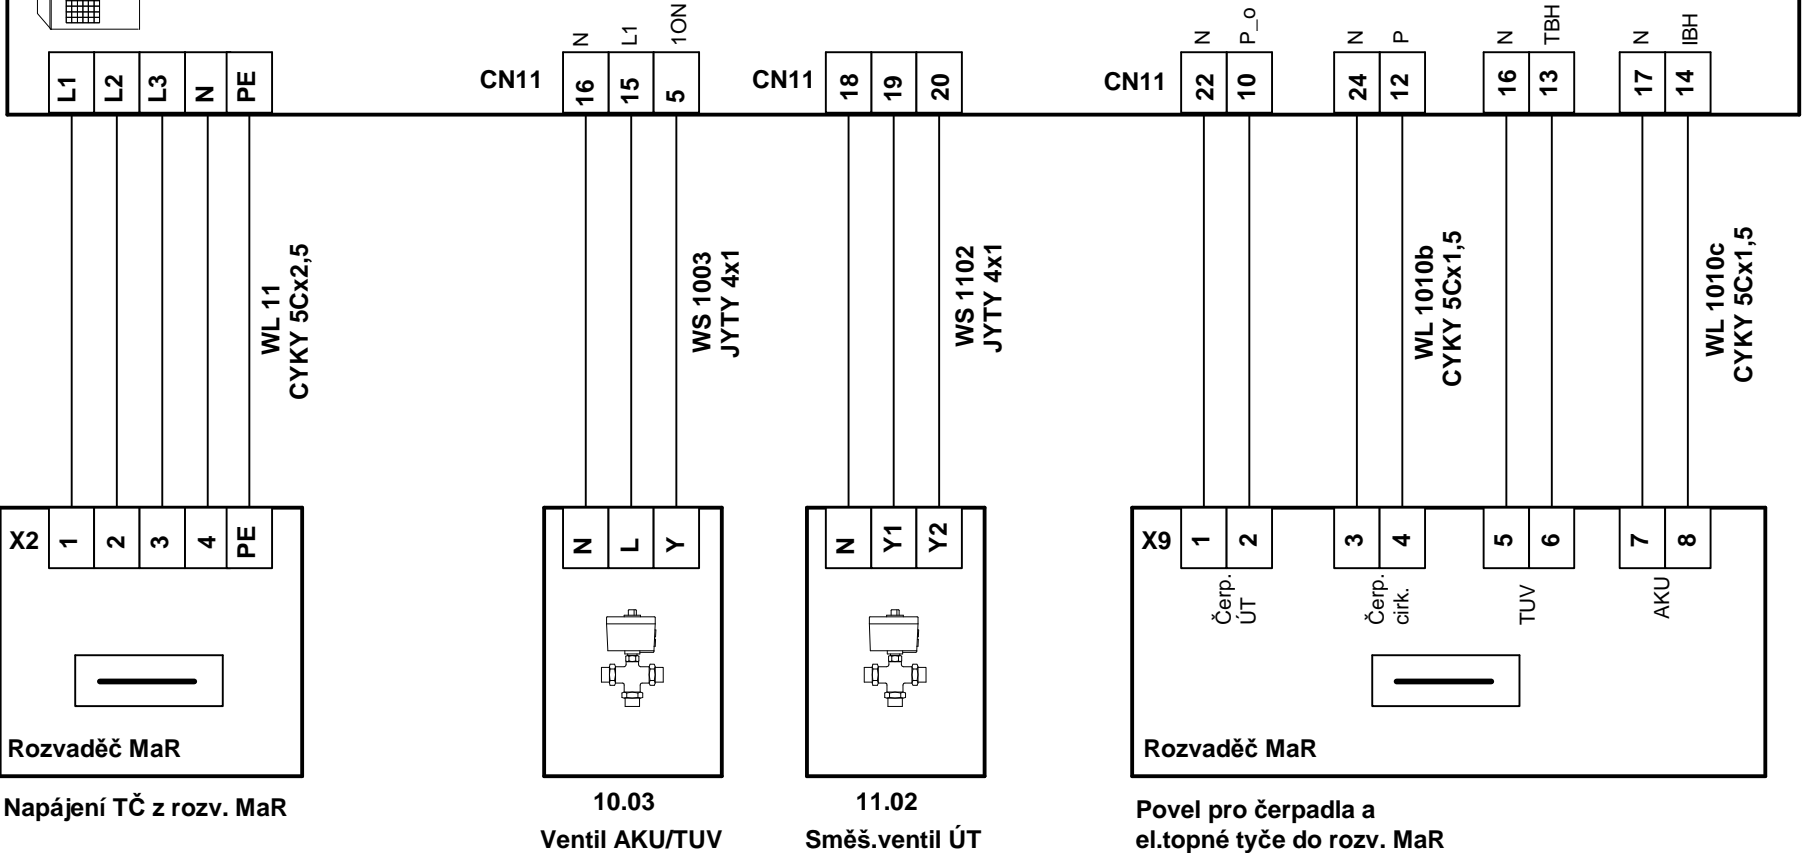 N L1 1ON N P_o N P N TBH N IBH
L1 L2 L3 N PE CN11 16 15 5 CN11 18 19 20 CN11 22 10 24 12 16 13 17 14
WL 11
CYKY 5Cx2,5
WS 1003
JYTY 4x1
WS 1102
JYTY 4x1
WL 1010b
CYKY 5Cx1,5
WL 1010c
CYKY 5Cx1,5
X2 1 2 3 4 PE
N L Y
N Y1 Y2
X9 1 2 3 4 5 6 7 8
Čerp.
ÚT
Čerp.
cirk.
TUV
AKU
Rozvaděč MaR
Rozvaděč MaR
Napájení TČ z rozv. MaR
10.03
Ventil AKU/TUV
11.02
Směš.ventil ÚT
Povel pro čerpadla a
el.topné tyče do rozv. MaR